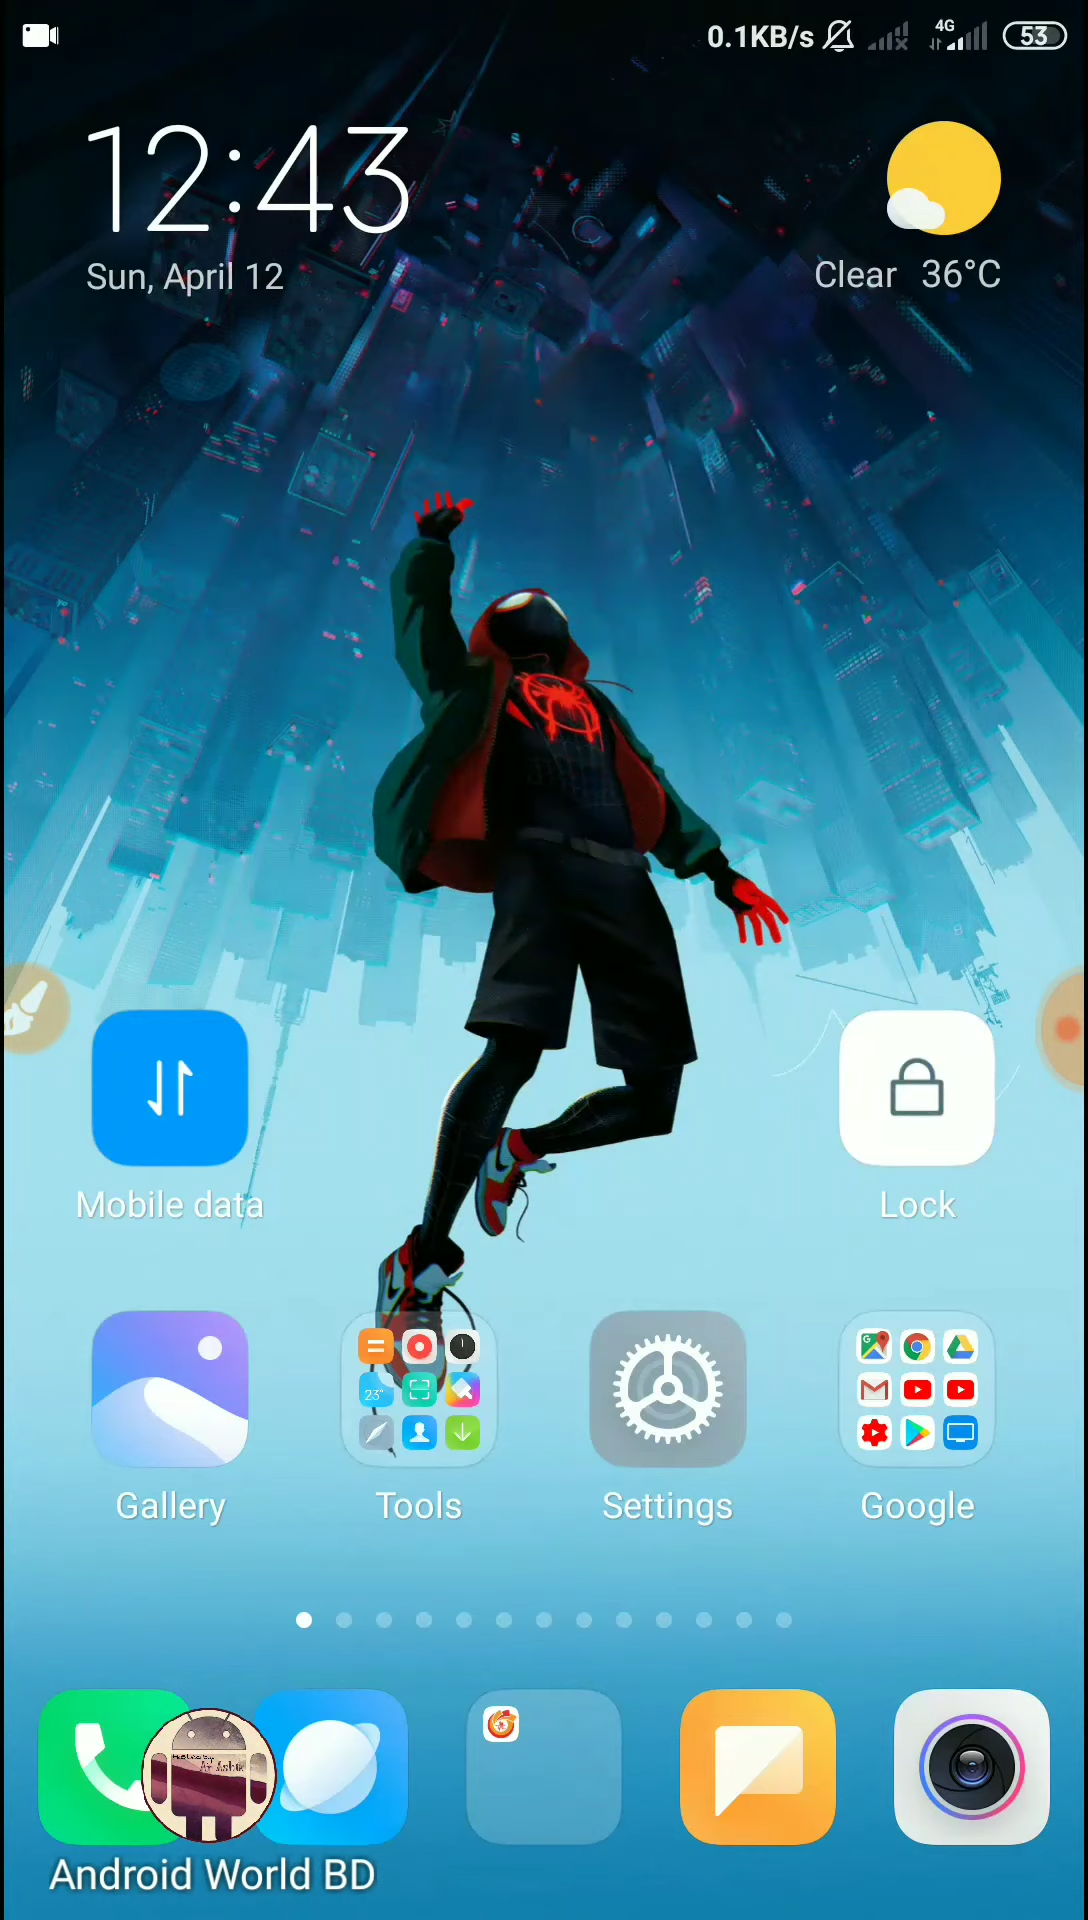 0.1KB/s 4G 53
12:43
Sun, April 12
Clear 36°C
Mobile data
Lock
23°
Gallery
Tools
Settings
Google
Android World BD